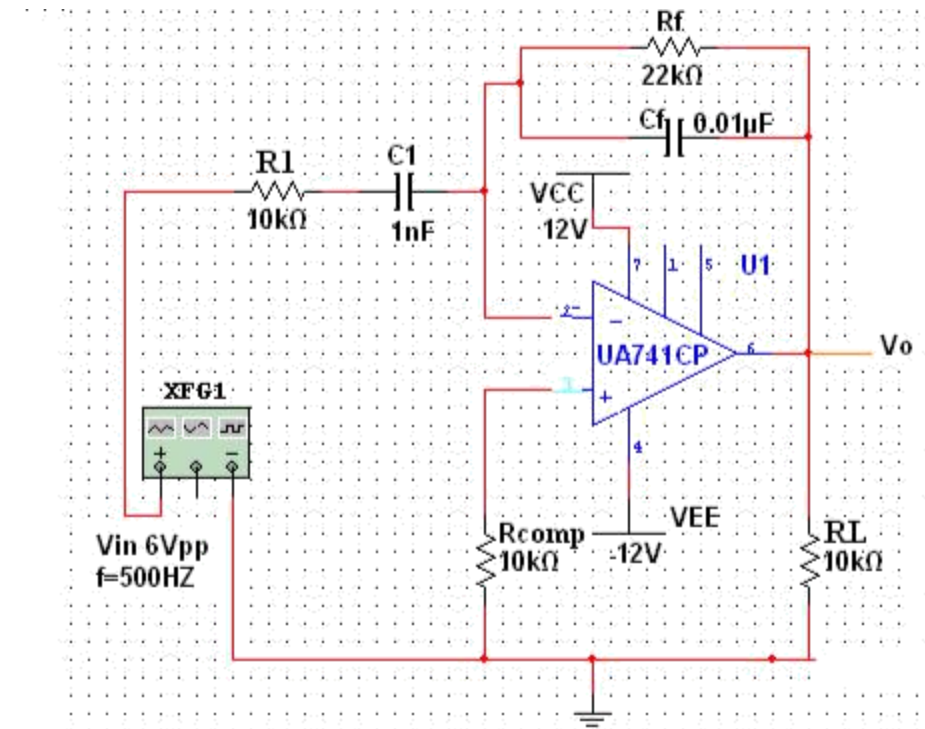 Rf
22kΩ
Cf 0.01µF
R1
10kΩ
C1
1nF
VCC
12V
7 1 5 U1
2
UA741CP
6
Vo
3
4
XFG1
Vin 6Vpp
f=500HZ
Rcomp
10kΩ
VEE
-12V
RL
10kΩ